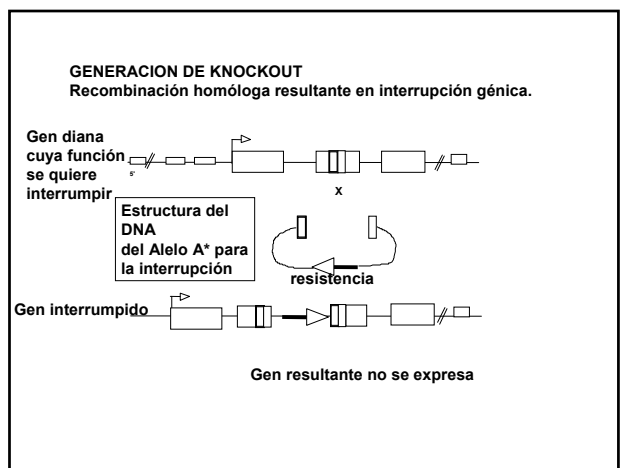 GENERACION DE KNOCKOUT
Recombinación homóloga resultante en interrupción génica.
Gen diana
cuya función
se quiere
interrumpir
5'
x
Estructura del
DNA
del Alelo A* para
la interrupción
resistencia
Gen interrumpido
Gen resultante no se expresa